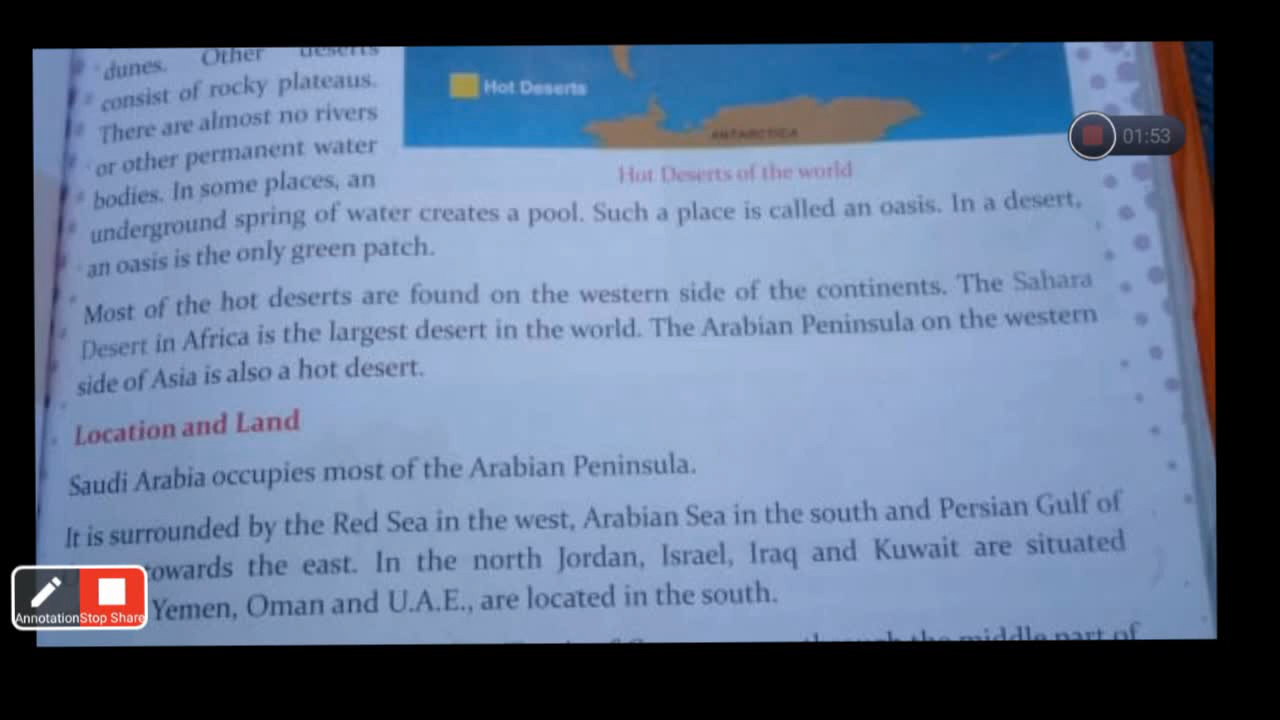 dunes. Other deserts
consist of rocky plateaus.
There are almost no rivers
or other permanent water
bodies. In some places, an
underground spring of water creates a pool. Such a place is called an oasis. In a desert,
an oasis is the only green patch.
Hot Deserts
ANTARCTICA
Hot Deserts of the world
01:53
Most of the hot deserts are found on the western side of the continents. The Sahara
Desert in Africa is the largest desert in the world. The Arabian Peninsula on the western
side of Asia is also a hot desert.
Location and Land
Saudi Arabia occupies most of the Arabian Peninsula.
It is surrounded by the Red Sea in the west, Arabian Sea in the south and Persian Gulf of
towards the east. In the north Jordan, Israel, Iraq and Kuwait are situated
Yemen, Oman and U.A.E., are located in the south.
the middle part of
Annotation
Stop Share